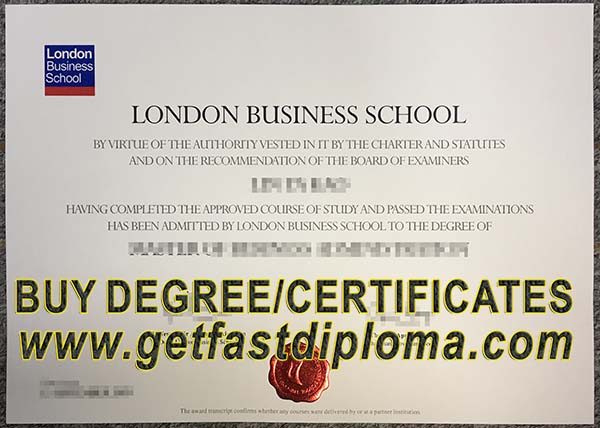 London
Business
School
LONDON BUSINESS SCHOOL
BY VIRTUE OF THE AUTHORITY VESTED IN IT BY THE CHARTER AND STATUTES
AND ON THE RECOMMENDATION OF THE BOARD OF EXAMINERS
HAVING COMPLETED THE APPROVED COURSE OF STUDY AND PASSED THE EXAMINATIONS
HAS BEEN ADMITTED BY LONDON BUSINESS SCHOOL TO THE DEGREE OF
BUY DEGREE/CERTIFICATES
www.getfastdiploma.com
The award transcript confirms whether any courses were delivered by or at a partner institution